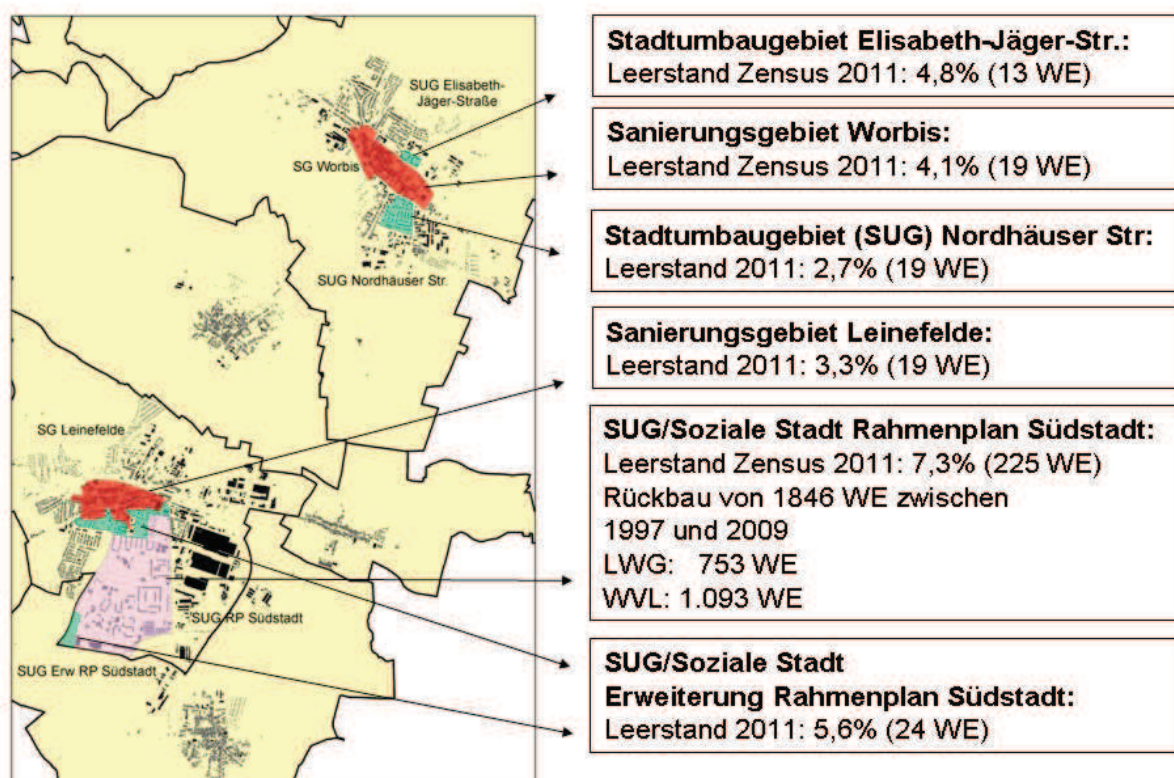 SUG Elisabeth-
Jäger-Straße
SG Worbis
SUG Nordhäuser Str.
SG Leinefelde
SUG RP Südstadt
SUG Erw RP Südstadt
Stadtumbaugebiet Elisabeth-Jäger-Str.:
Leerstand Zensus 2011: 4,8% (13 WE)
Sanierungsgebiet Worbis:
Leerstand Zensus 2011: 4,1% (19 WE)
Stadtumbaugebiet (SUG) Nordhäuser Str:
Leerstand 2011: 2,7% (19 WE)
Sanierungsgebiet Leinefelde:
Leerstand 2011: 3,3% (19 WE)
SUG/Soziale Stadt Rahmenplan Südstadt:
Leerstand Zensus 2011: 7,3% (225 WE)
Rückbau von 1846 WE zwischen
1997 und 2009
LWG: 753 WE
WVL: 1.093 WE
SUG/Soziale Stadt
Erweiterung Rahmenplan Südstadt:
Leerstand 2011: 5,6% (24 WE)